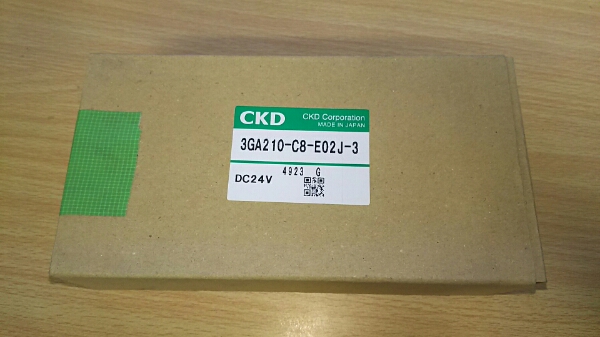 CKD
CKD Corporation
MADE IN JAPAN
3GA210-C8-E02J-3
4923 G
DC24V